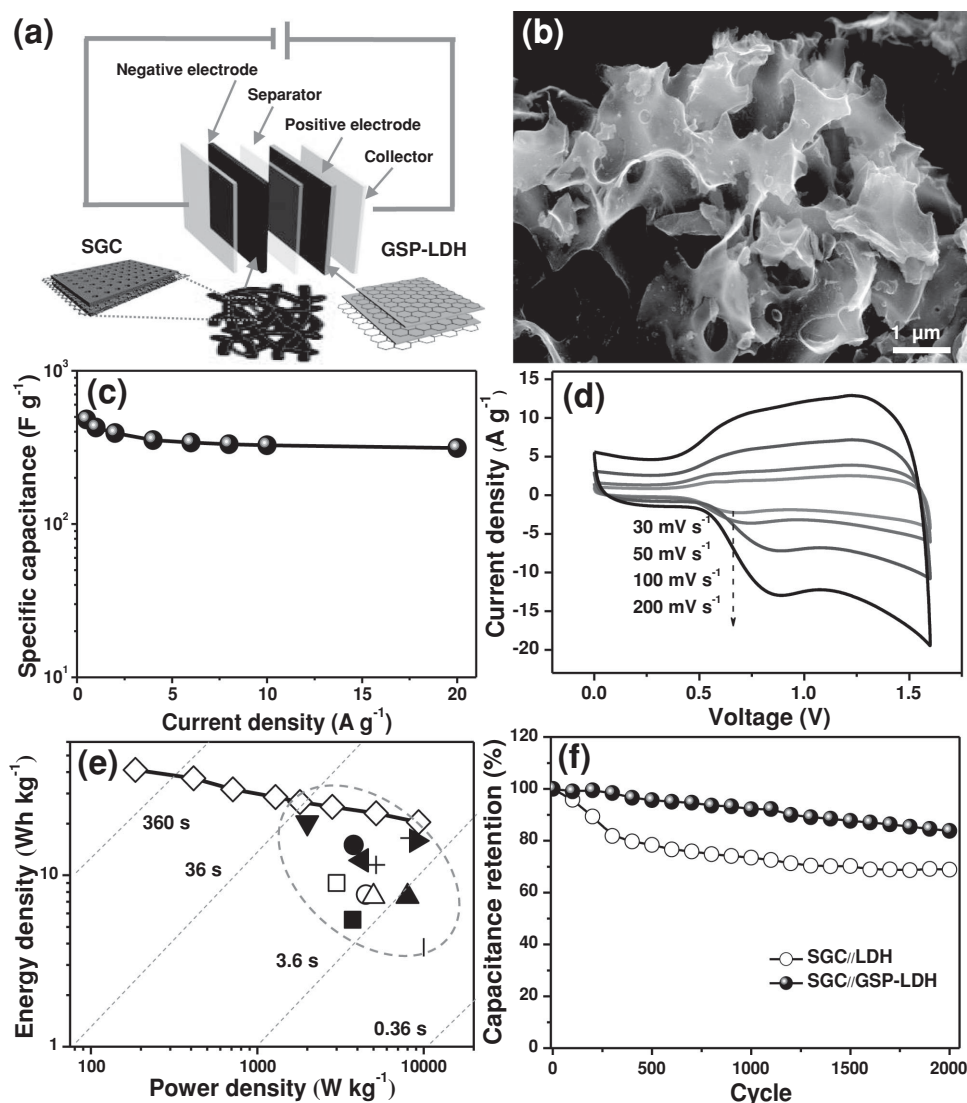 (a)
Negative electrode
Separator
Positive electrode
Collector
SGC
GSP-LDH
(b)
1 μm
(c)
Specific capacitance (F g⁻¹)
10³
10²
10¹
0 5 10 15 20
Current density (A g⁻¹)
(d)
Current density (A g⁻¹)
15
10
5
0
-5
-10
-15
-20
30 mV s⁻¹
50 mV s⁻¹
100 mV s⁻¹
200 mV s⁻¹
0.0 0.5 1.0 1.5
Voltage (V)
(e)
Energy density (Wh kg⁻¹)
10
1
360 s
36 s
3.6 s
0.36 s
100 1000 10000
Power density (W kg⁻¹)
(f)
Capacitance retention (%)
120
100
80
60
40
20
0
SGC//LDH
SGC//GSP-LDH
0 500 1000 1500 2000
Cycle